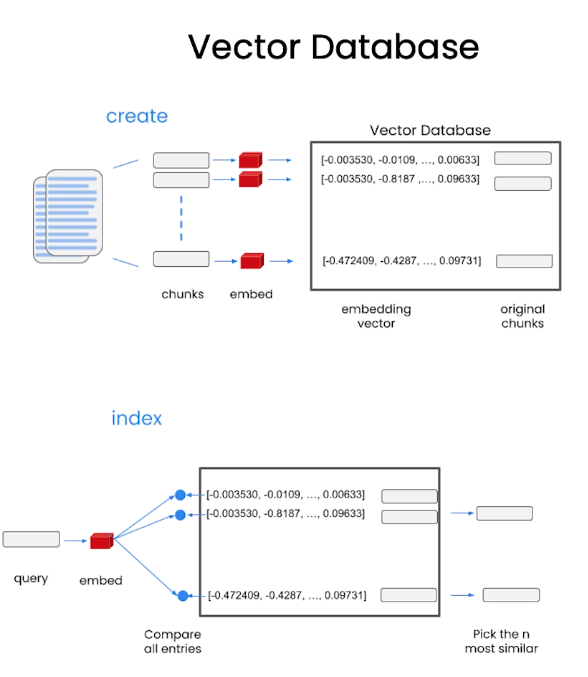 Vector Database
create
Vector Database
[-0.003530, -0.0109, ..., 0.00633]
[-0.003530, -0.8187 ,..., 0.09633]
[-0.472409, -0.4287, ..., 0.09731]
chunks
embed
embedding
vector
original
chunks
index
[-0.003530, -0.0109, ..., 0.00633]
[-0.003530, -0.8187, ..., 0.09633]
[-0.472409, -0.4287, ..., 0.09731]
query
embed
Compare
all entries
Pick the n
most similar